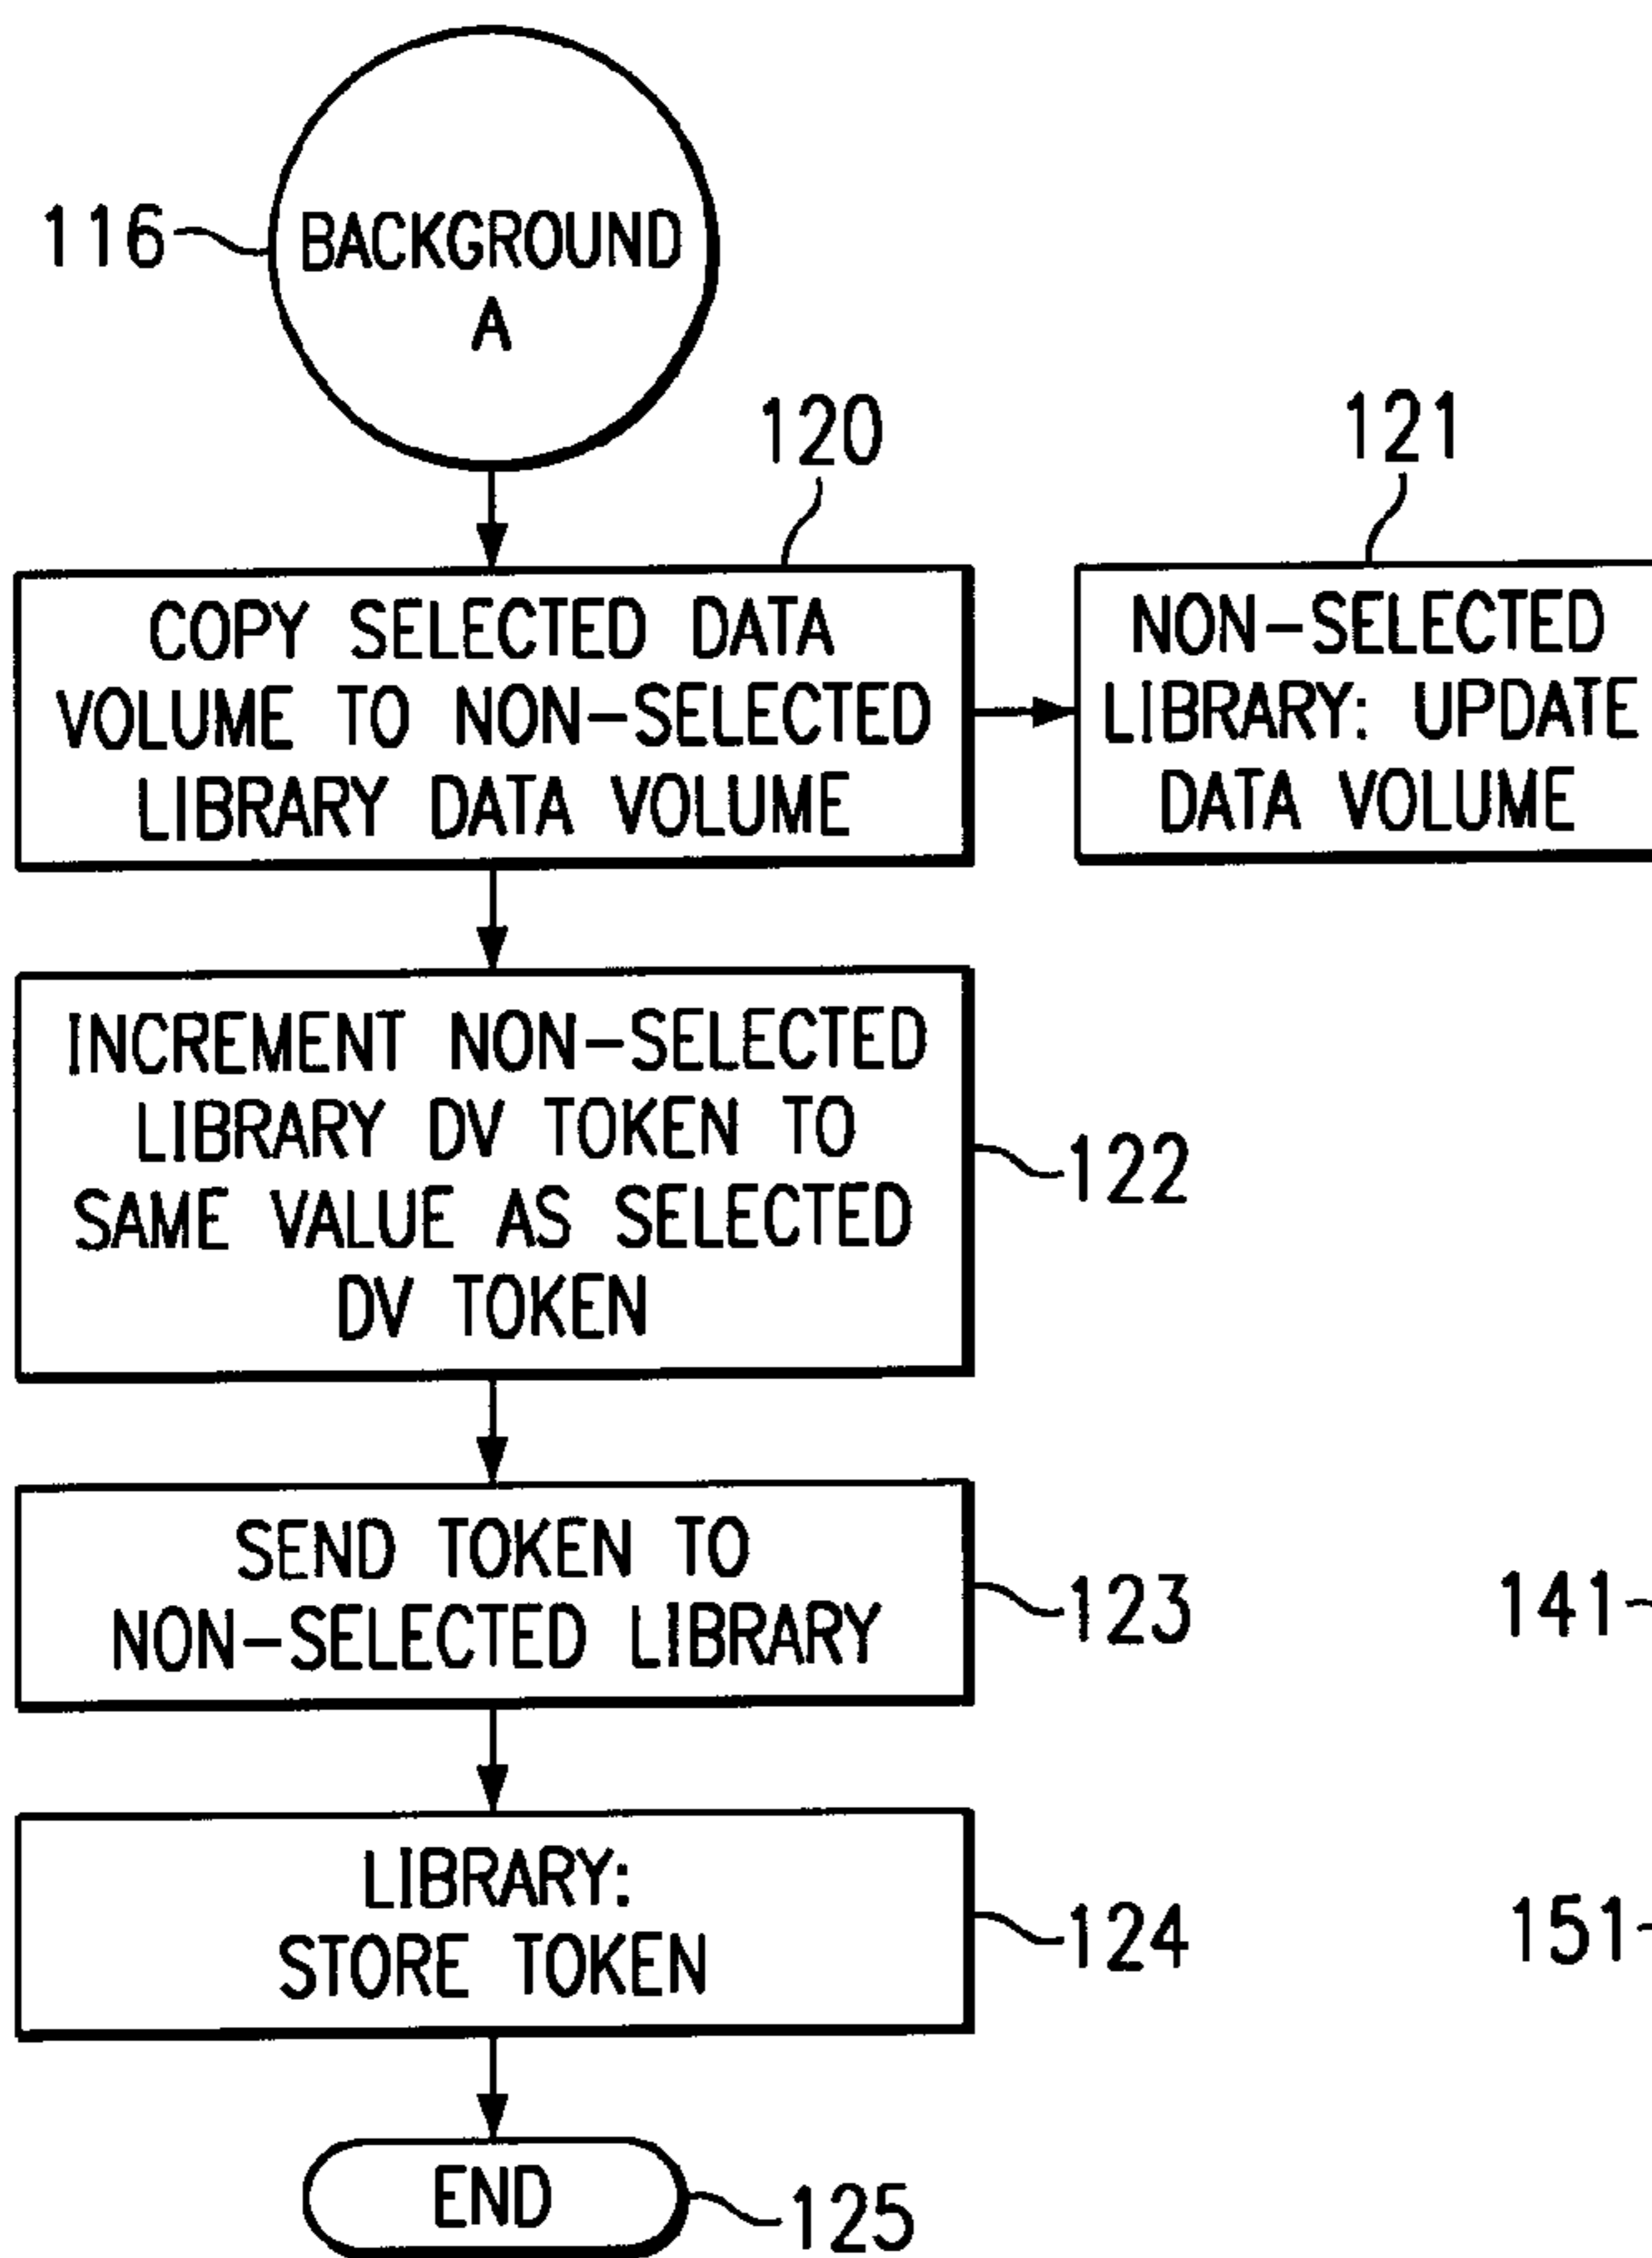 116
BACKGROUND
A
120
121
COPY SELECTED DATA
VOLUME TO NON-SELECTED
LIBRARY DATA VOLUME
NON-SELECTED
LIBRARY: UPDATE
DATA VOLUME
INCREMENT NON-SELECTED
LIBRARY DV TOKEN TO
SAME VALUE AS SELECTED
DV TOKEN
122
SEND TOKEN TO
NON-SELECTED LIBRARY
123
141
LIBRARY:
STORE TOKEN
124
151
END
125